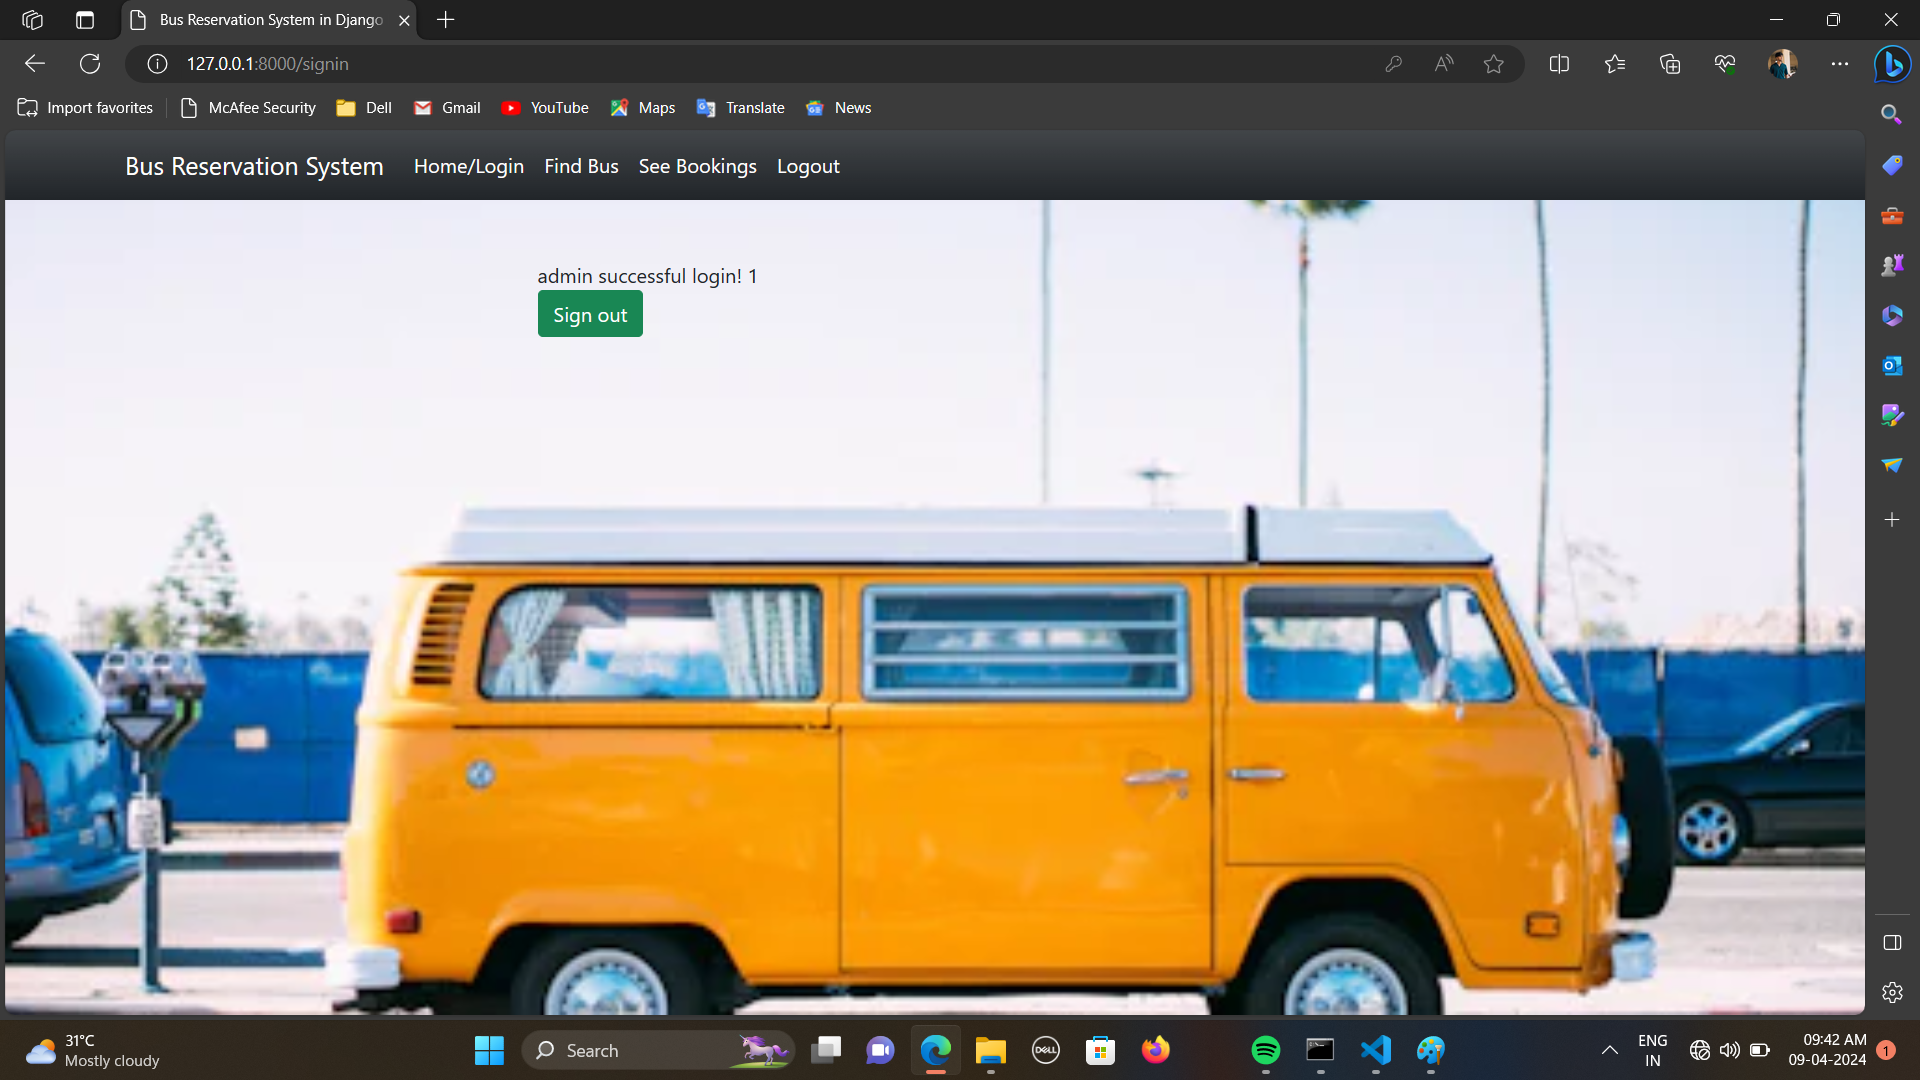 Bus Reservation System in Django
127.0.0.1:8000/signin
Import favorites
McAfee Security
Dell
Gmail
YouTube
Maps
Translate
News
Bus Reservation System
Home/Login
Find Bus
See Bookings
Logout
admin successful login! 1
Sign out
31°C
Mostly cloudy
Search
DELL
ENG
IN
09:42 AM
09-04-2024
1